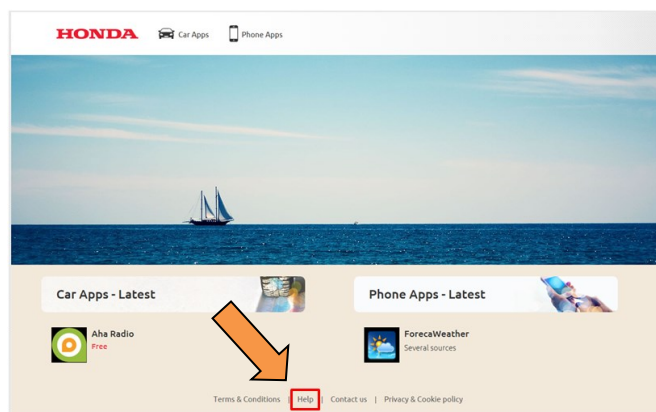 HONDA Car Apps Phone Apps
Car Apps - Latest
Phone Apps - Latest
Aha Radio
Free
ForecaWeather
Several sources
Terms & Conditions | Help | Contact us | Privacy & Cookie policy